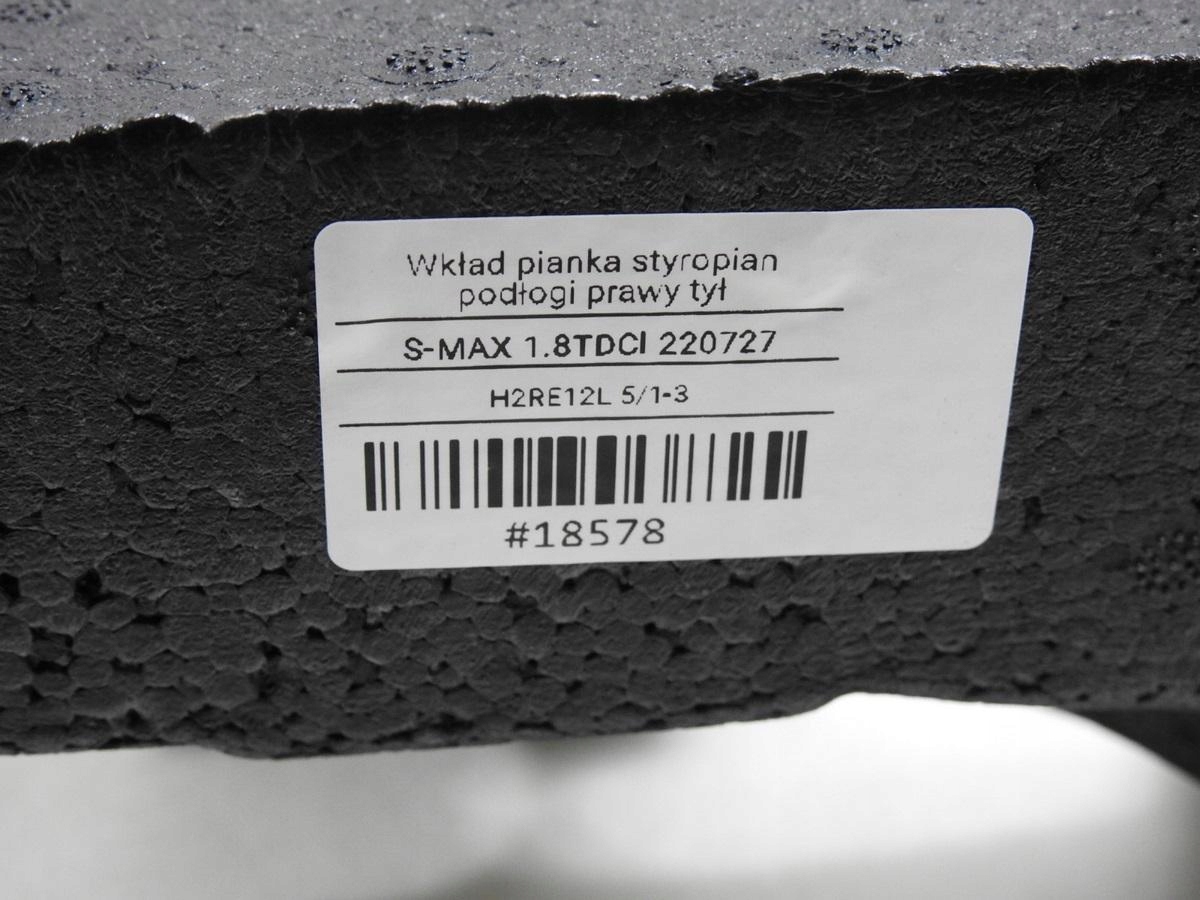 Wkład pianka styropian
podłogi prawy tył
S-MAX 1.8TDCI 220727
H2RE12L 5/1-3
#18578